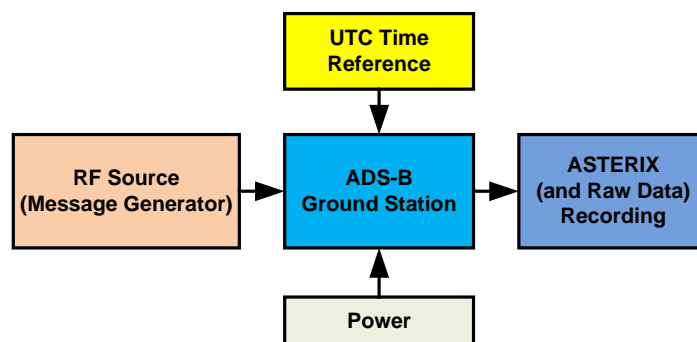 UTC Time
Reference
RF Source
(Message Generator)
ADS-B
Ground Station
ASTERIX
(and Raw Data)
Recording
Power